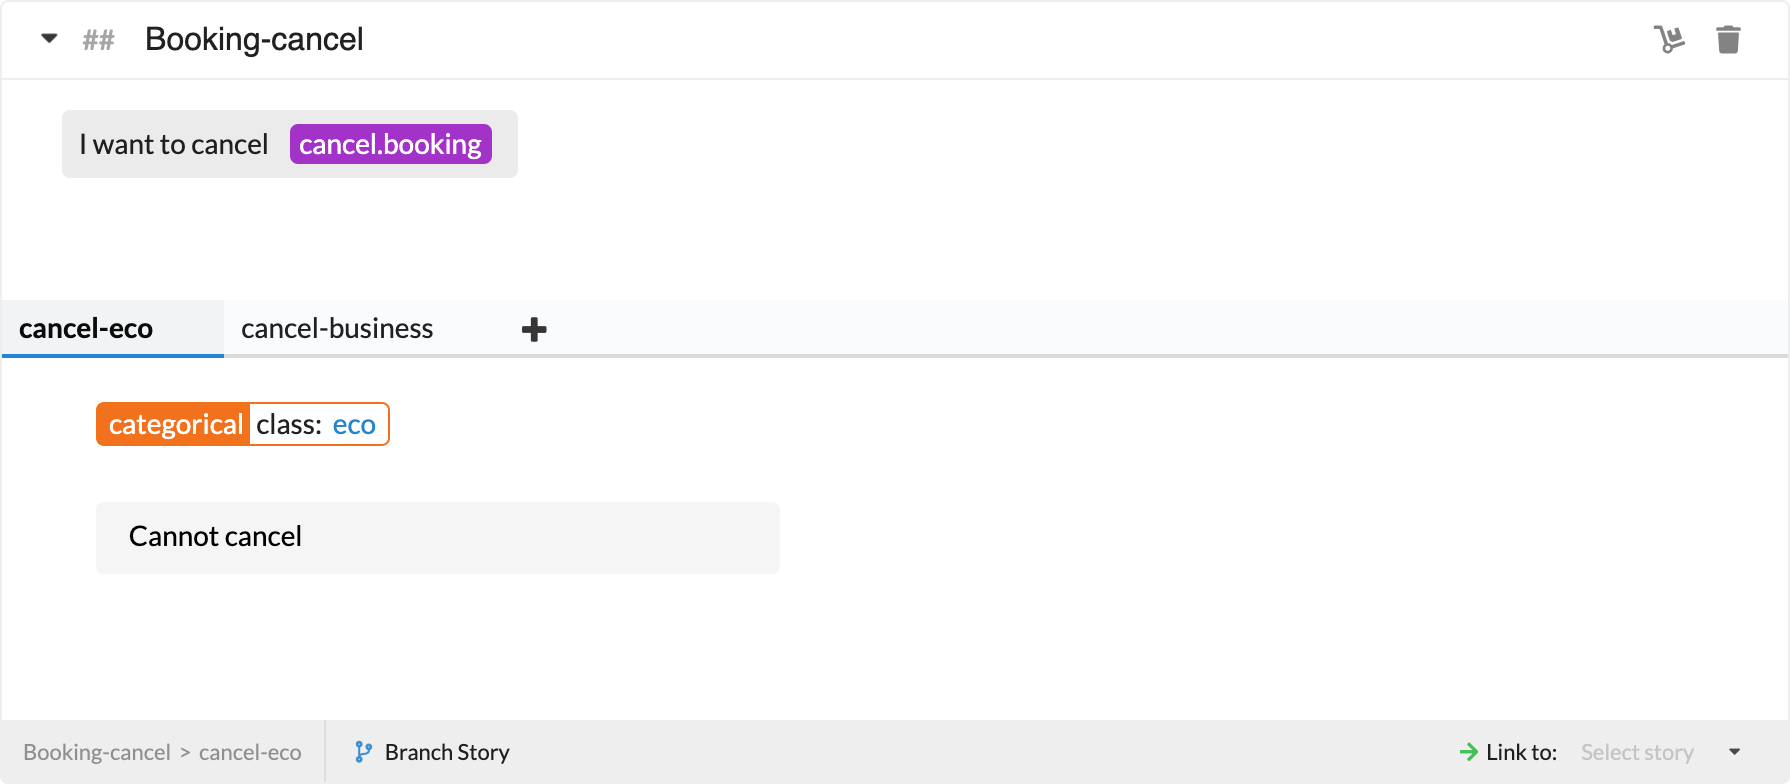 ## Booking-cancel
I want to cancel cancel.booking
cancel-eco cancel-business
categorical class: eco
Cannot cancel
Booking-cancel > cancel-eco Branch Story Link to: Select story